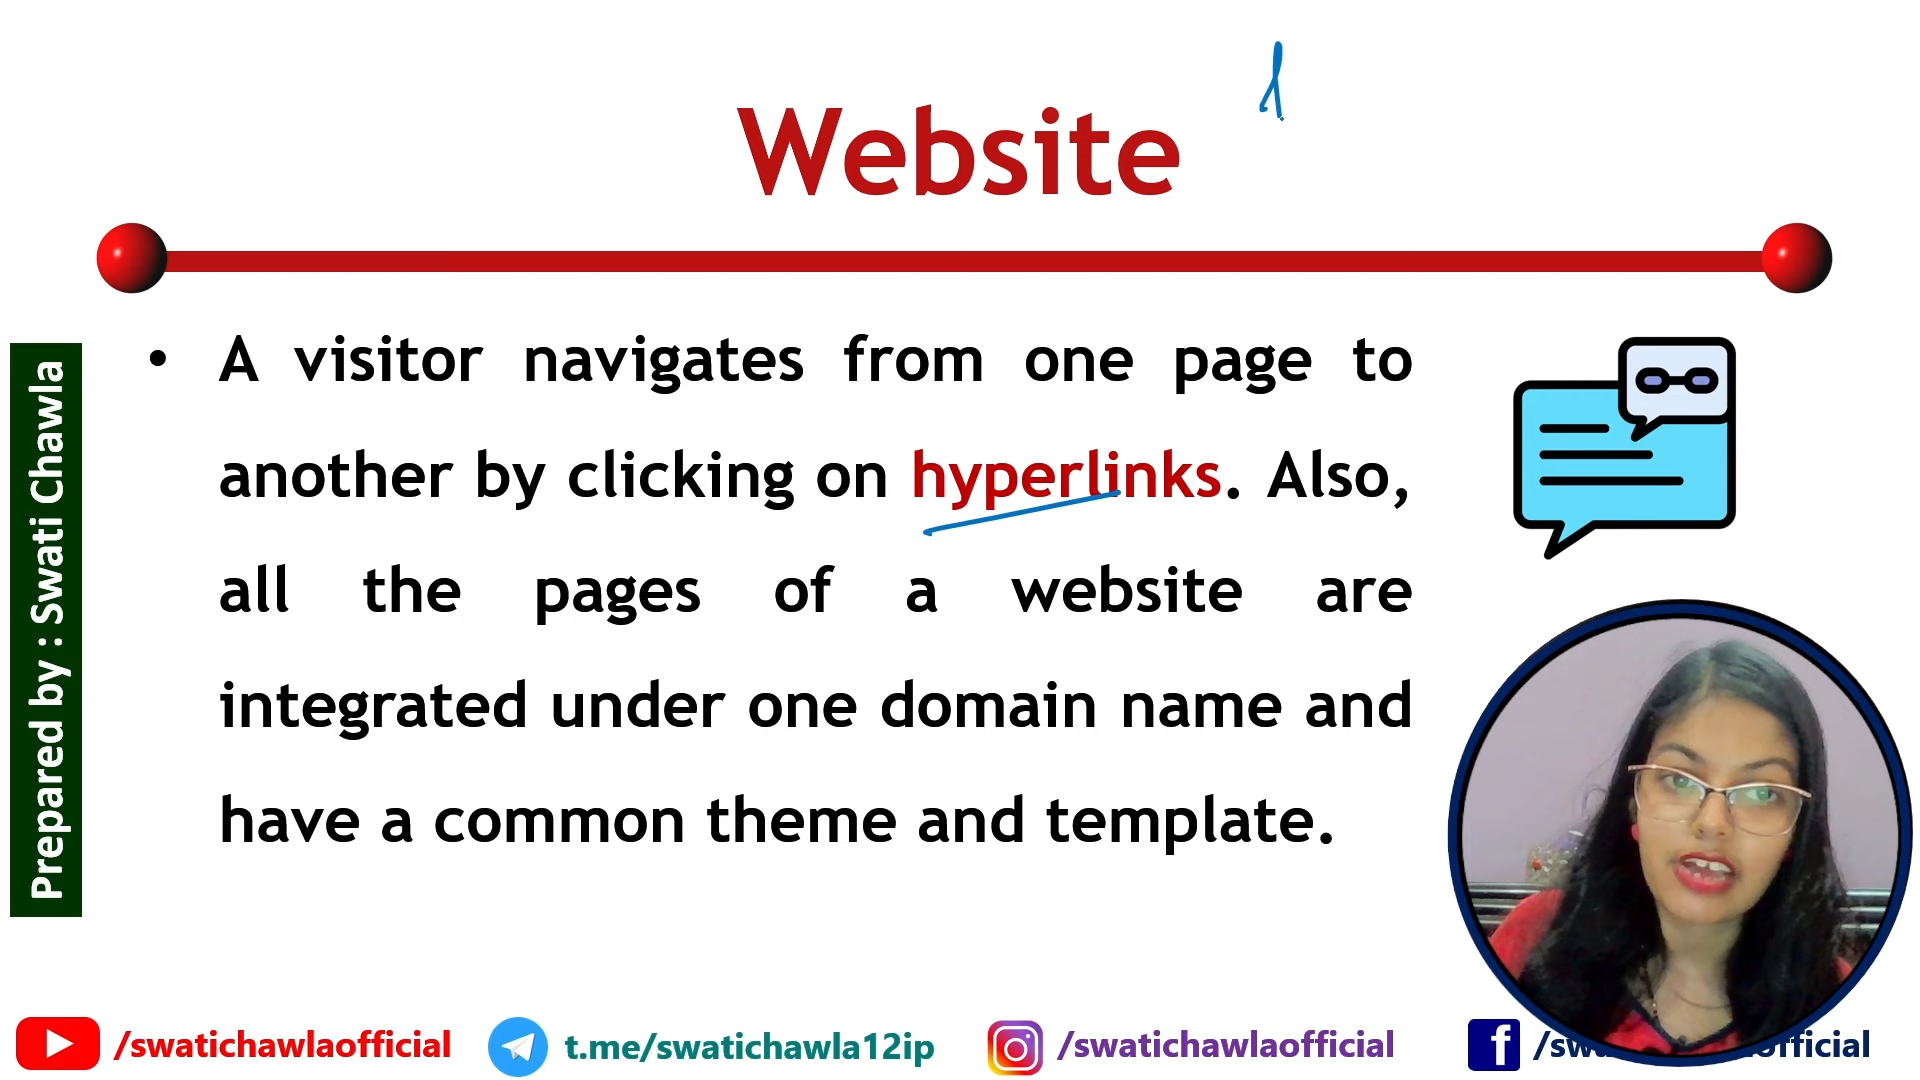 Website
• A visitor navigates from one page to
another by clicking on hyperlinks. Also,
all the pages of a website are
integrated under one domain name and
have a common theme and template.
Prepared by : Swati Chawla
/swatichawlaofficial
t.me/swatichawla12ip
/swatichawlaofficial